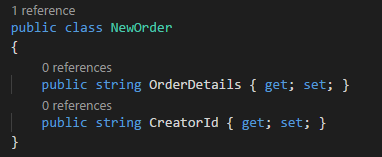 1 reference
public class NewOrder
{
0 references
public string OrderDetails { get; set; }
0 references
public string CreatorId { get; set; }
}